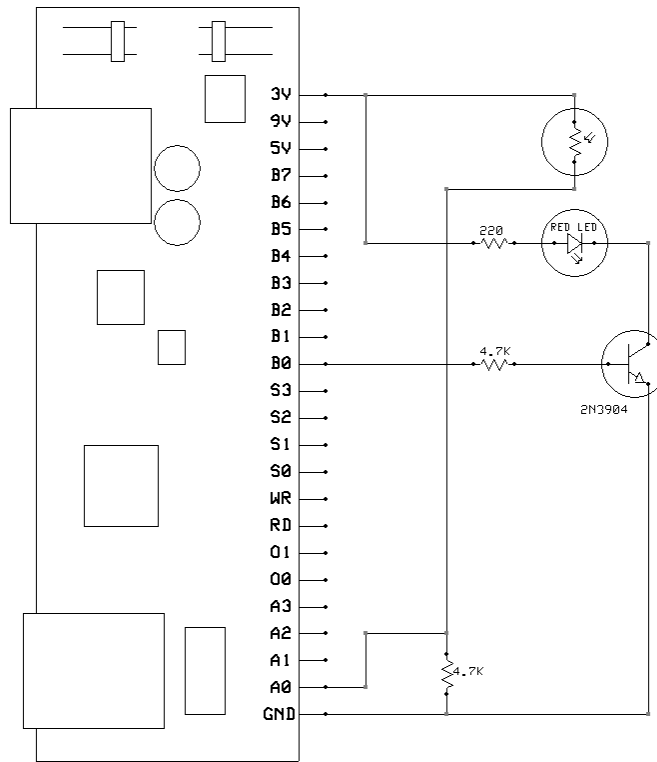 3V
9V
5V
B7
B6
B5
220
RED LED
B4
B3
B2
B1
4.7K
B0
S3
2N3904
S2
S1
S0
WR
RD
O1
O0
A3
A2
A1
4.7K
A0
GND